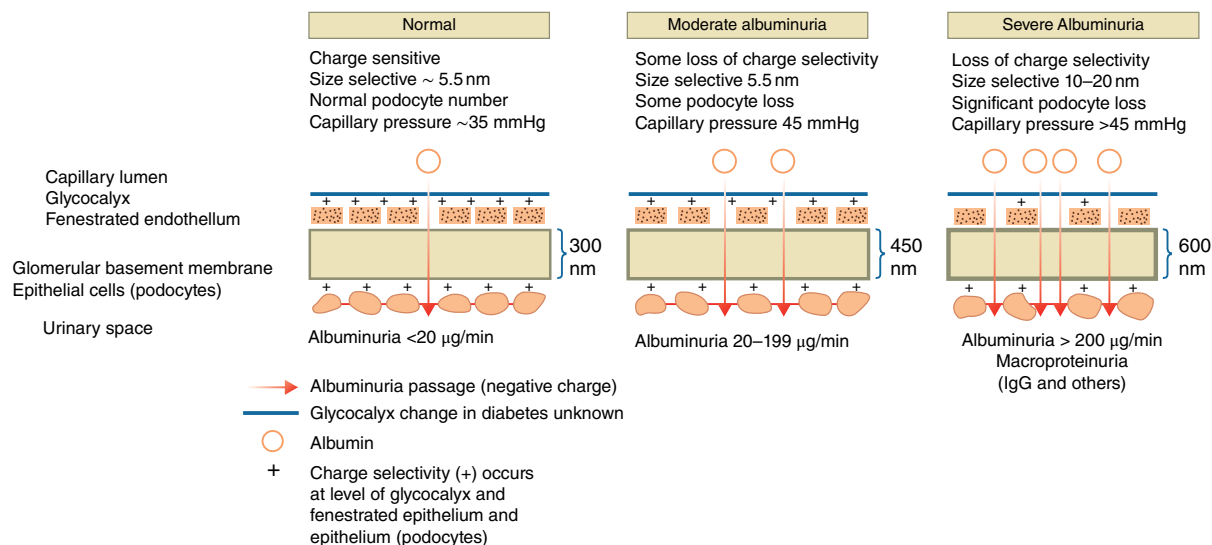 Normal
Charge sensitive
Size selective ~ 5.5 nm
Normal podocyte number
Capillary pressure ~35 mmHg
Moderate albuminuria
Some loss of charge selectivity
Size selective 5.5 nm
Some podocyte loss
Capillary pressure 45 mmHg
Severe Albuminuria
Loss of charge selectivity
Size selective 10–20 nm
Significant podocyte loss
Capillary pressure >45 mmHg
Capillary lumen
Glycocalyx
Fenestrated endothellum
Glomerular basement membrane
Epithelial cells (podocytes)
Urinary space
+ + + + + +
300
nm
+ + + + + +
Albuminuria <20 μg/min
+ + + + +
450
nm
+ + + + +
Albuminuria 20–199 μg/min
+ +
600
nm
+ + + +
Albuminuria > 200 μg/min
Macroproteinuria
(IgG and others)
Albuminuria passage (negative charge)
Glycocalyx change in diabetes unknown
Albumin
+ Charge selectivity (+) occurs
at level of glycocalyx and
fenestrated epithelium and
epithelium (podocytes)